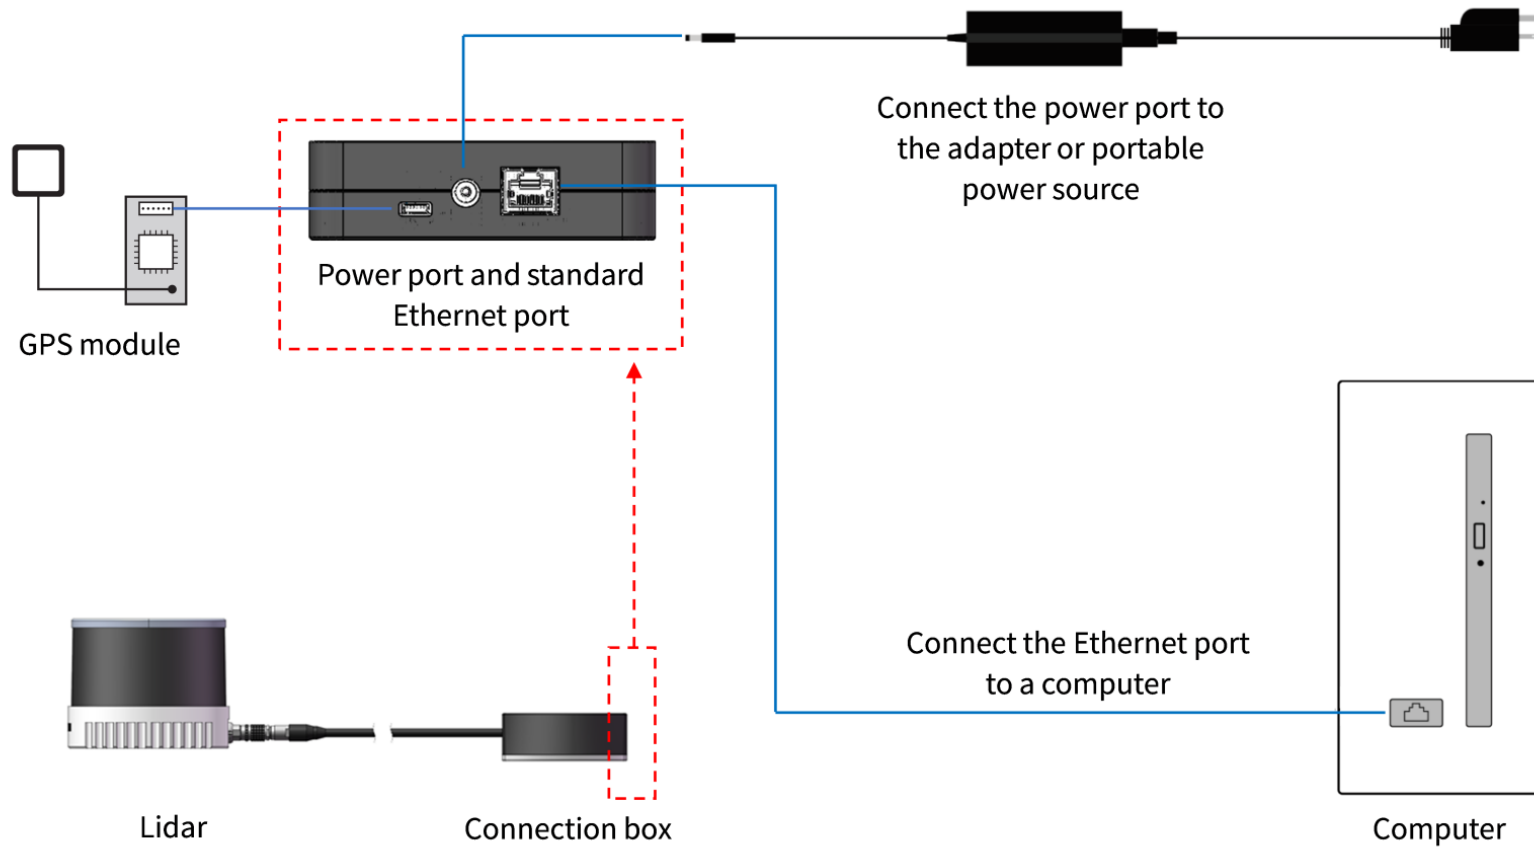 Connect the power port to
the adapter or portable
power source
Power port and standard
Ethernet port
GPS module
Connect the Ethernet port
to a computer
Lidar
Connection box
Computer